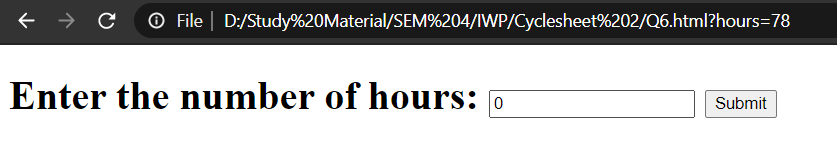 File | D:/Study%20Material/SEM%204/IWP/Cyclesheet%202/Q6.html?hours=78
Enter the number of hours: 0 Submit